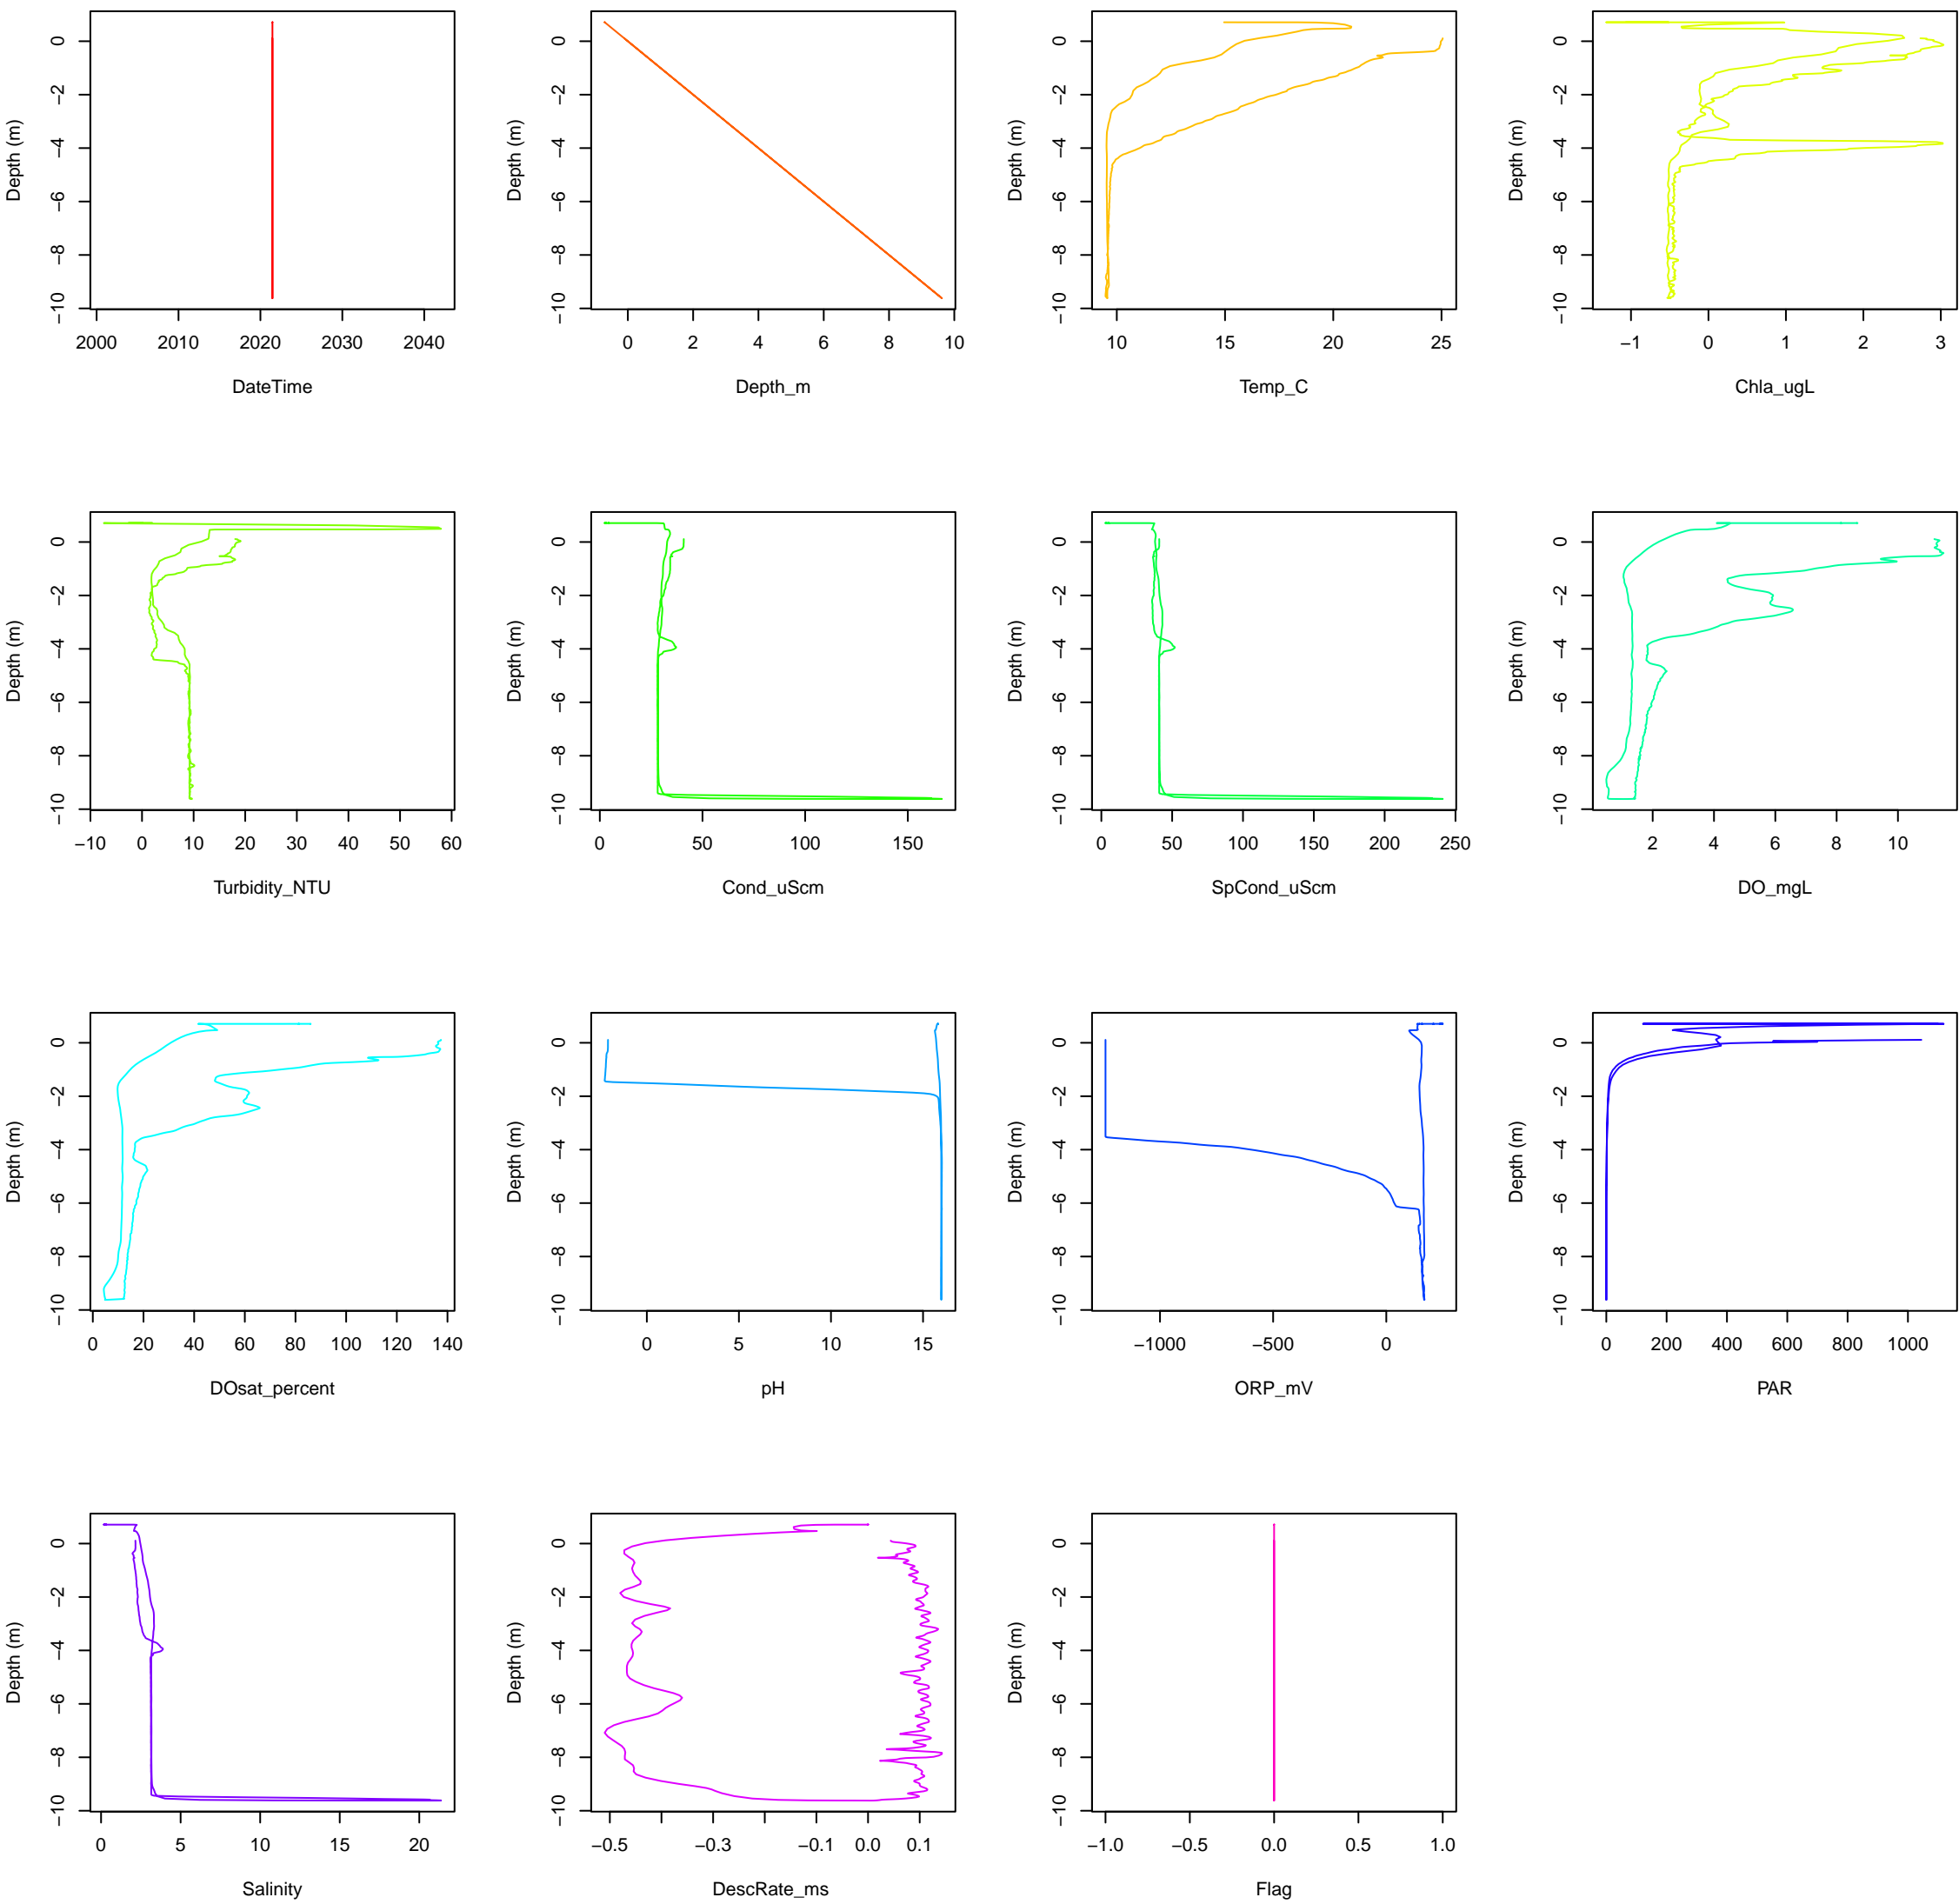 Depth (m)
0
−2
−4
−6
−8
−10
2000 2010 2020 2030 2040
DateTime
Depth (m)
0
−2
−4
−6
−8
−10
0 2 4 6 8 10
Depth_m
Depth (m)
0
−2
−4
−6
−8
−10
10 15 20 25
Temp_C
Depth (m)
0
−2
−4
−6
−8
−10
−1 0 1 2 3
Chla_ugL
Depth (m)
0
−2
−4
−6
−8
−10
−10 0 10 20 30 40 50 60
Turbidity_NTU
Depth (m)
0
−2
−4
−6
−8
−10
0 50 100 150
Cond_uScm
Depth (m)
0
−2
−4
−6
−8
−10
0 50 100 150 200 250
SpCond_uScm
Depth (m)
0
−2
−4
−6
−8
−10
2 4 6 8 10
DO_mgL
Depth (m)
0
−2
−4
−6
−8
−10
0 20 40 60 80 100 120 140
DOsat_percent
Depth (m)
0
−2
−4
−6
−8
−10
0 5 10 15
pH
Depth (m)
0
−2
−4
−6
−8
−10
−1000 −500 0
ORP_mV
Depth (m)
0
−2
−4
−6
−8
−10
0 200 400 600 800 1000
PAR
Depth (m)
0
−2
−4
−6
−8
−10
0 5 10 15 20
Salinity
Depth (m)
0
−2
−4
−6
−8
−10
−0.5 −0.3 −0.1 0.0 0.1
DescRate_ms
Depth (m)
0
−2
−4
−6
−8
−10
−1.0 −0.5 0.0 0.5 1.0
Flag